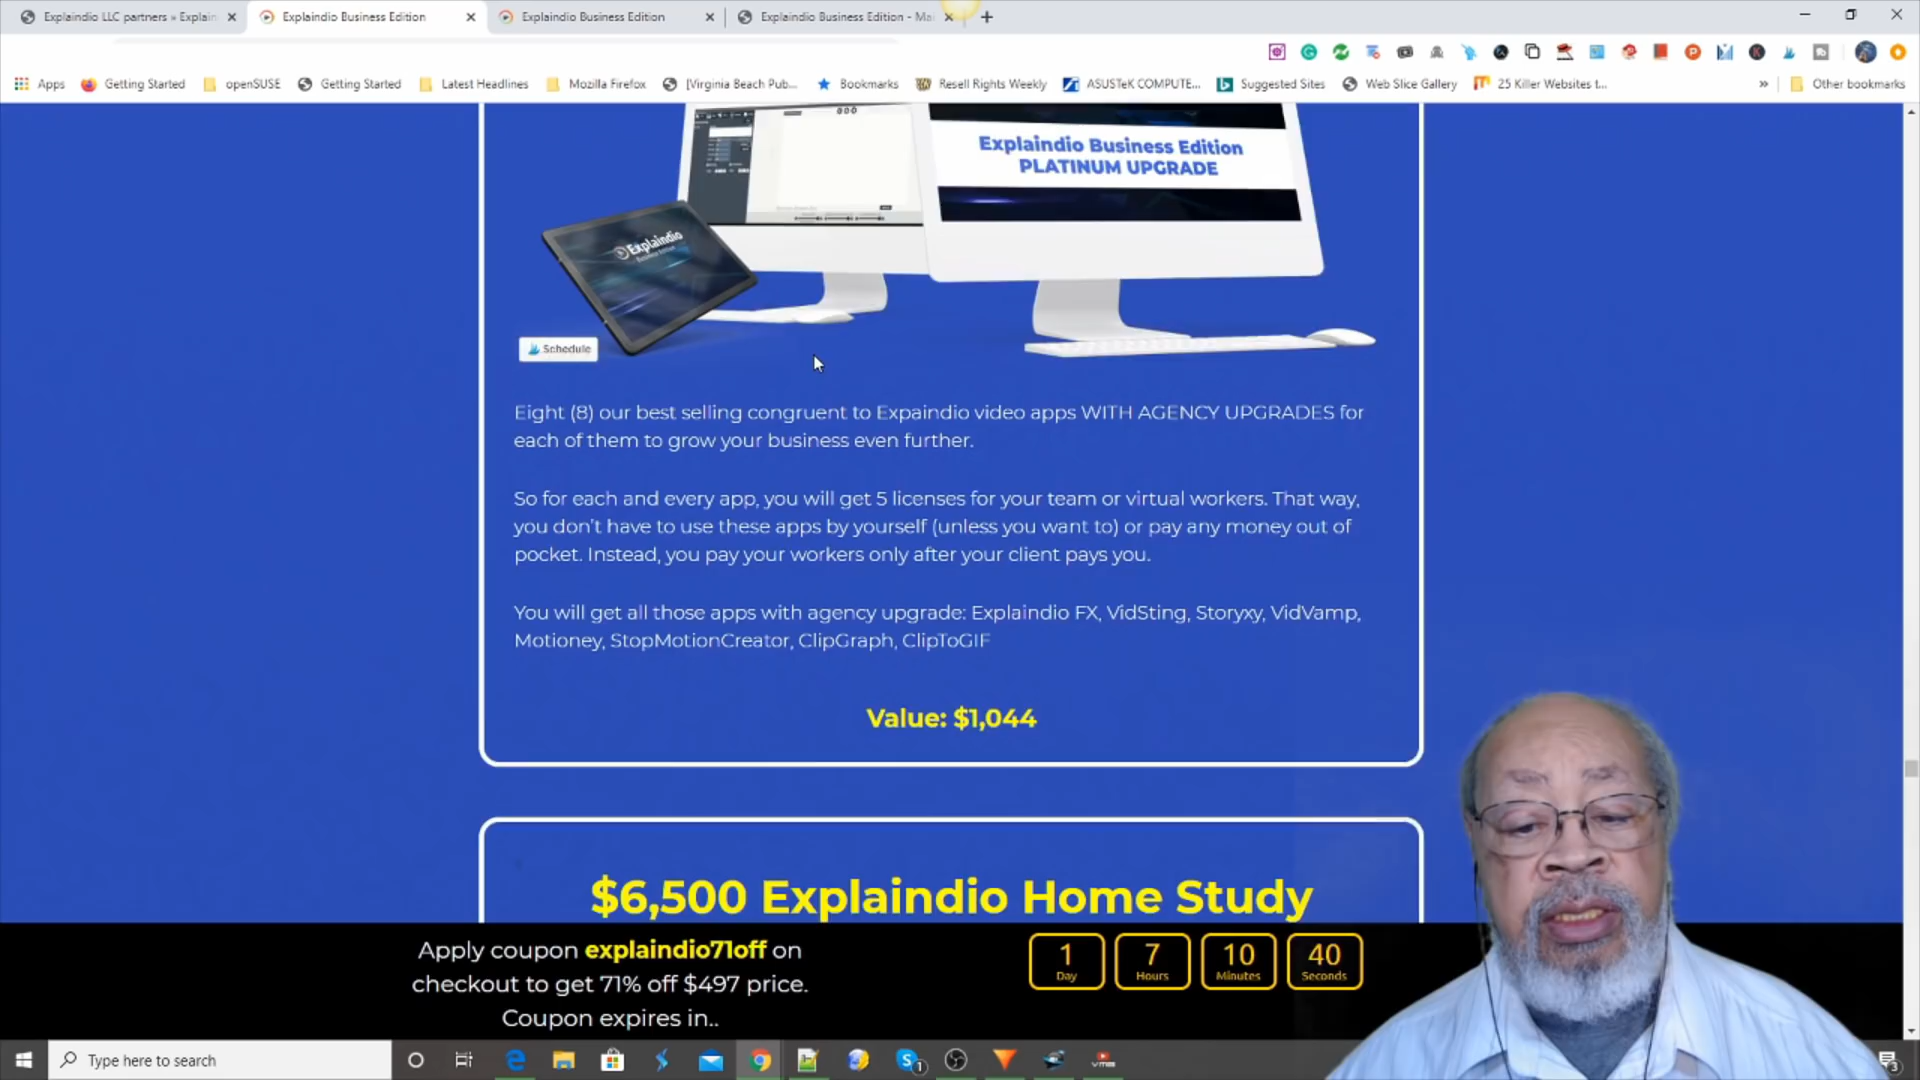 Explaindio LLC partners » Explain
Explaindio Business Edition
Explaindio Business Edition
Explaindio Business Edition - Mai
Apps
Getting Started
openSUSE
Getting Started
Latest Headlines
Mozilla Firefox
[Virginia Beach Pub...
Bookmarks
Resell Rights Weekly
ASUSTeK COMPUTE...
Suggested Sites
Web Slice Gallery
25 Killer Websites t...
Other bookmarks
Explaindio Business Edition
PLATINUM UPGRADE
Explaindio
Business Edition
Schedule
Eight (8) our best selling congruent to Expaindio video apps WITH AGENCY UPGRADES for
each of them to grow your business even further.
So for each and every app, you will get 5 licenses for your team or virtual workers. That way,
you don't have to use these apps by yourself (unless you want to) or pay any money out of
pocket. Instead, you pay your workers only after your client pays you.
You will get all those apps with agency upgrade: Explaindio FX, VidSting, Storyxy, VidVamp,
Motioney, StopMotionCreator, ClipGraph, ClipToGIF
Value: $1,044
$6,500 Explaindio Home Study
Apply coupon explaindio71off on
checkout to get 71% off $497 price.
Coupon expires in..
1 7 10 40
Day Hours Minutes Seconds
Type here to search